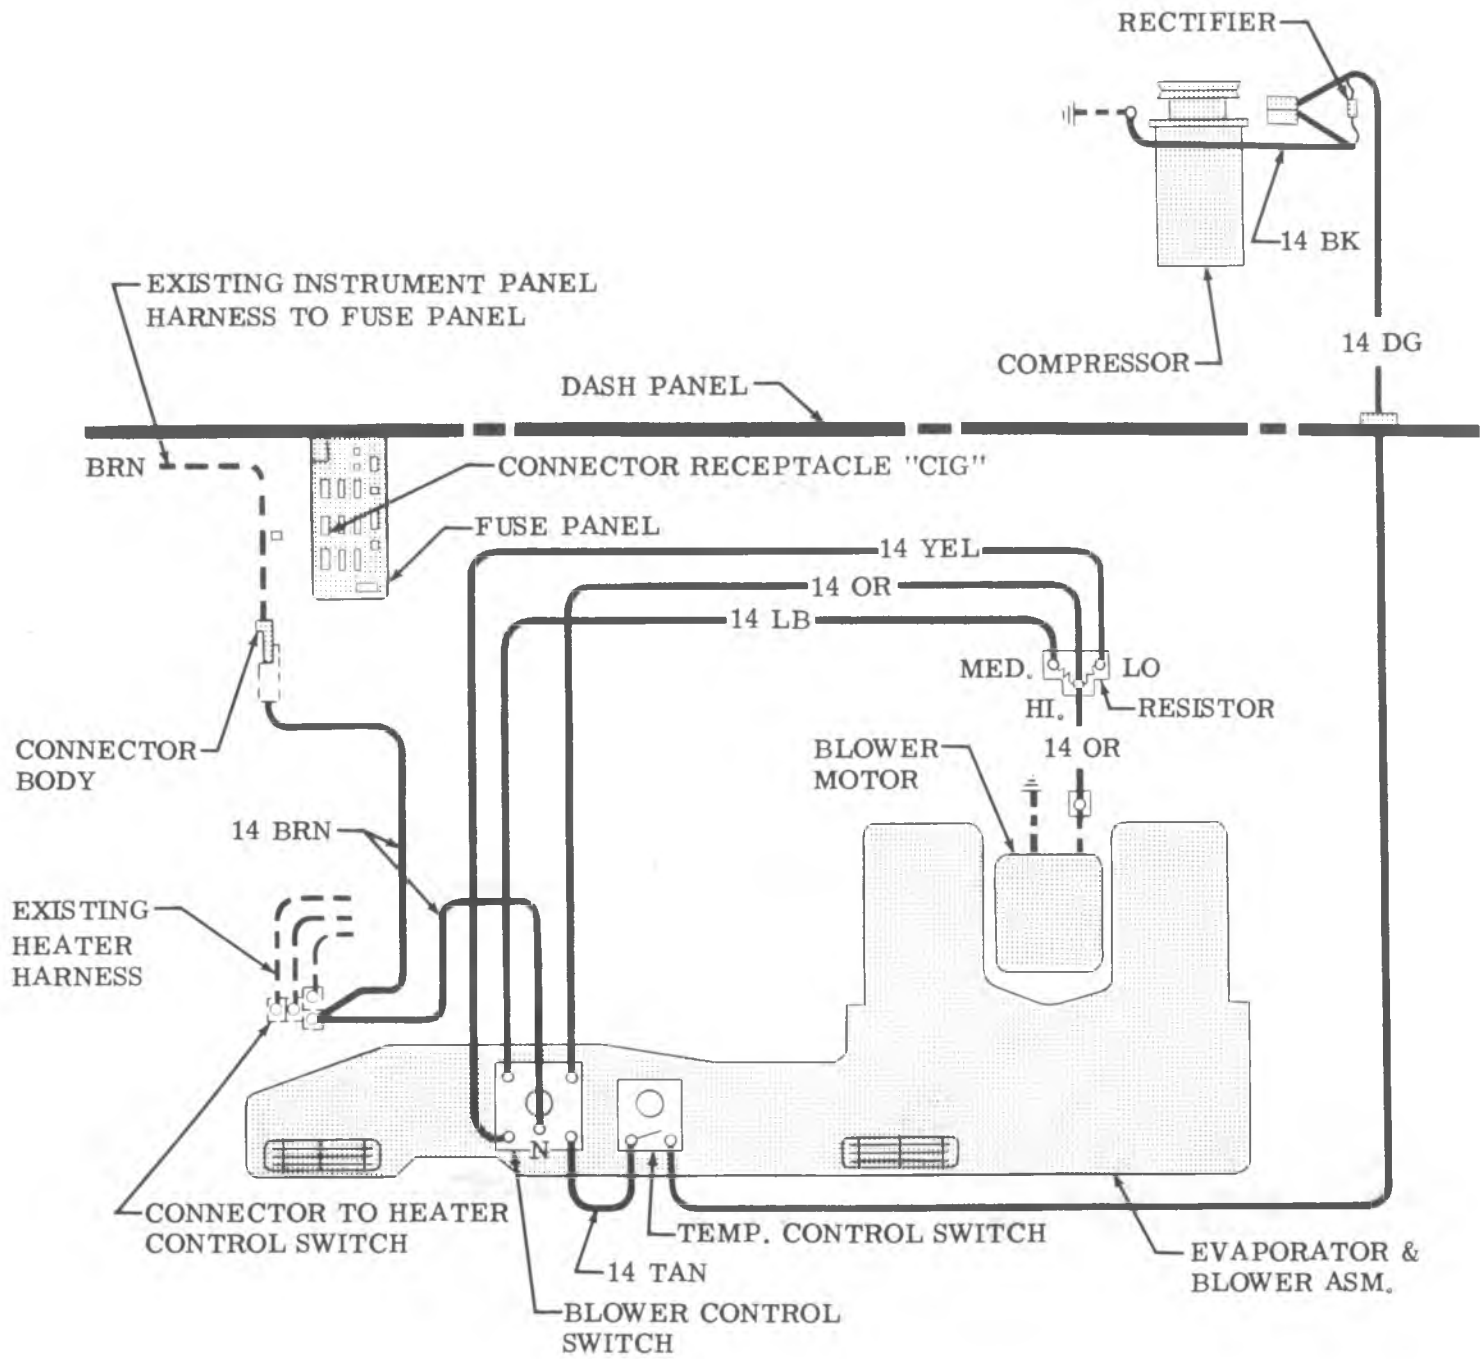 RECTIFIER
14 BK
EXISTING INSTRUMENT PANEL
HARNESS TO FUSE PANEL
14 DG
COMPRESSOR
DASH PANEL
BRN
CONNECTOR RECEPTACLE "CIG"
FUSE PANEL
14 YEL
14 OR
14 LB
MED.
LO
HI.
RESISTOR
CONNECTOR
BODY
BLOWER
MOTOR
14 OR
14 BRN
EXISTING
HEATER
HARNESS
N
CONNECTOR TO HEATER
CONTROL SWITCH
TEMP. CONTROL SWITCH
14 TAN
EVAPORATOR &
BLOWER ASM.
BLOWER CONTROL
SWITCH